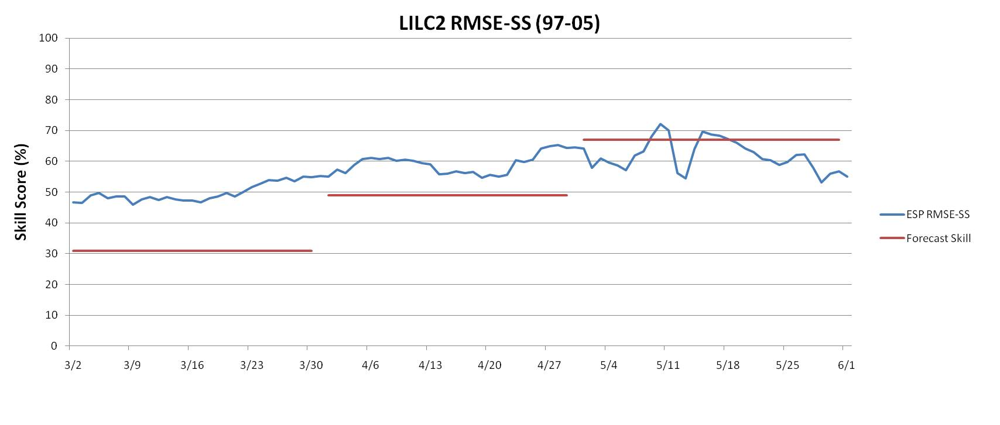 LILC2 RMSE-SS (97-05)
100
90
80
70
60
50
40
30
20
10
0
Skill Score (%)
3/2 3/9 3/16 3/23 3/30 4/6 4/13 4/20 4/27 5/4 5/11 5/18 5/25 6/1
ESP RMSE-SS
Forecast Skill